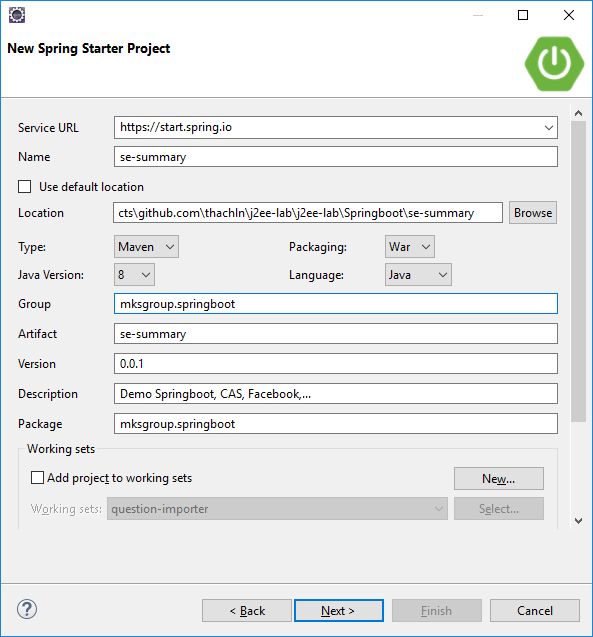 New Spring Starter Project
Service URL https://start.spring.io
Name se-summary
Use default location
Location cts\github.com\thachln\j2ee-lab\j2ee-lab\Springboot\se-summary Browse
Type: Maven Packaging: War
Java Version: 8 Language: Java
Group mksgroup.springboot
Artifact se-summary
Version 0.0.1
Description Demo Springboot, CAS, Facebook,...
Package mksgroup.springboot
Working sets
Add project to working sets New...
Working sets: question-importer Select...
? < Back Next > Finish Cancel